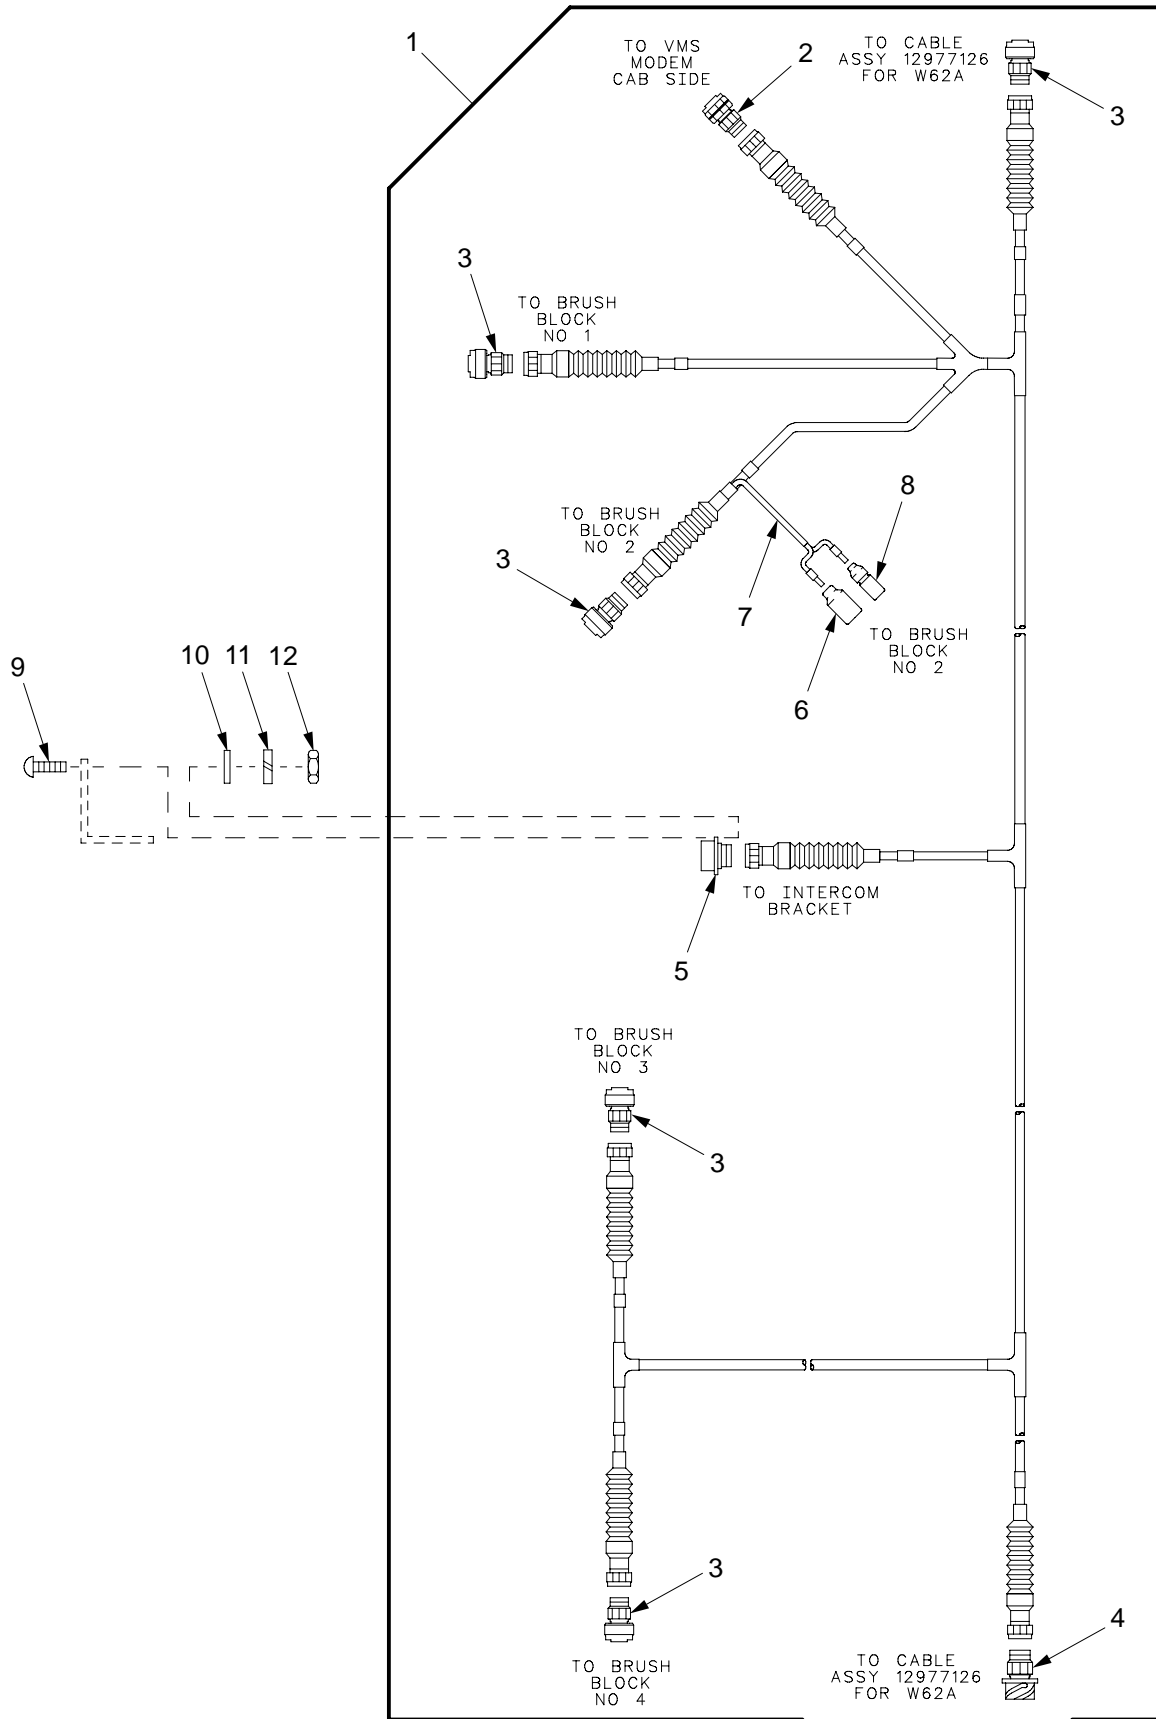 1
TO VMS
MODEM
CAB SIDE
2
TO CABLE
ASSY 12977126
FOR W62A
3
3
TO BRUSH
BLOCK
NO 1
TO BRUSH
BLOCK
NO 2
3
8
7
6
TO BRUSH
BLOCK
NO 2
9
10
11
12
5
TO INTERCOM
BRACKET
TO BRUSH
BLOCK
NO 3
3
3
TO BRUSH
BLOCK
NO 4
4
TO CABLE
ASSY 12977126
FOR W62A